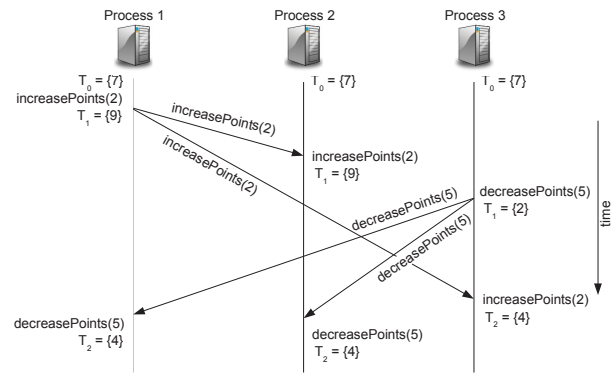 Process 1 Process 2 Process 3
T0 = {7} T0 = {7} T0 = {7}
increasePoints(2)
T1 = {9}
increasePoints(2)
increasePoints(2)
increasePoints(2)
T1 = {9}
decreasePoints(5)
T1 = {2}
decreasePoints(5)
decreasePoints(5)
time
increasePoints(2)
T2 = {4}
decreasePoints(5)
T2 = {4}
decreasePoints(5)
T2 = {4}